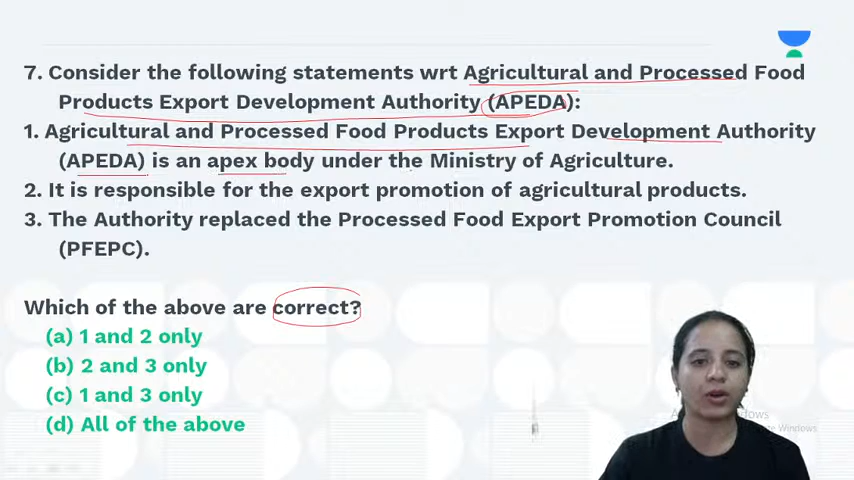 7. Consider the following statements wrt Agricultural and Processed Food
Products Export Development Authority (APEDA):
1. Agricultural and Processed Food Products Export Development Authority
(APEDA) is an apex body under the Ministry of Agriculture.
2. It is responsible for the export promotion of agricultural products.
3. The Authority replaced the Processed Food Export Promotion Council
(PFEPC).
Which of the above are correct?
(a) 1 and 2 only
(b) 2 and 3 only
(c) 1 and 3 only
(d) All of the above
Windows